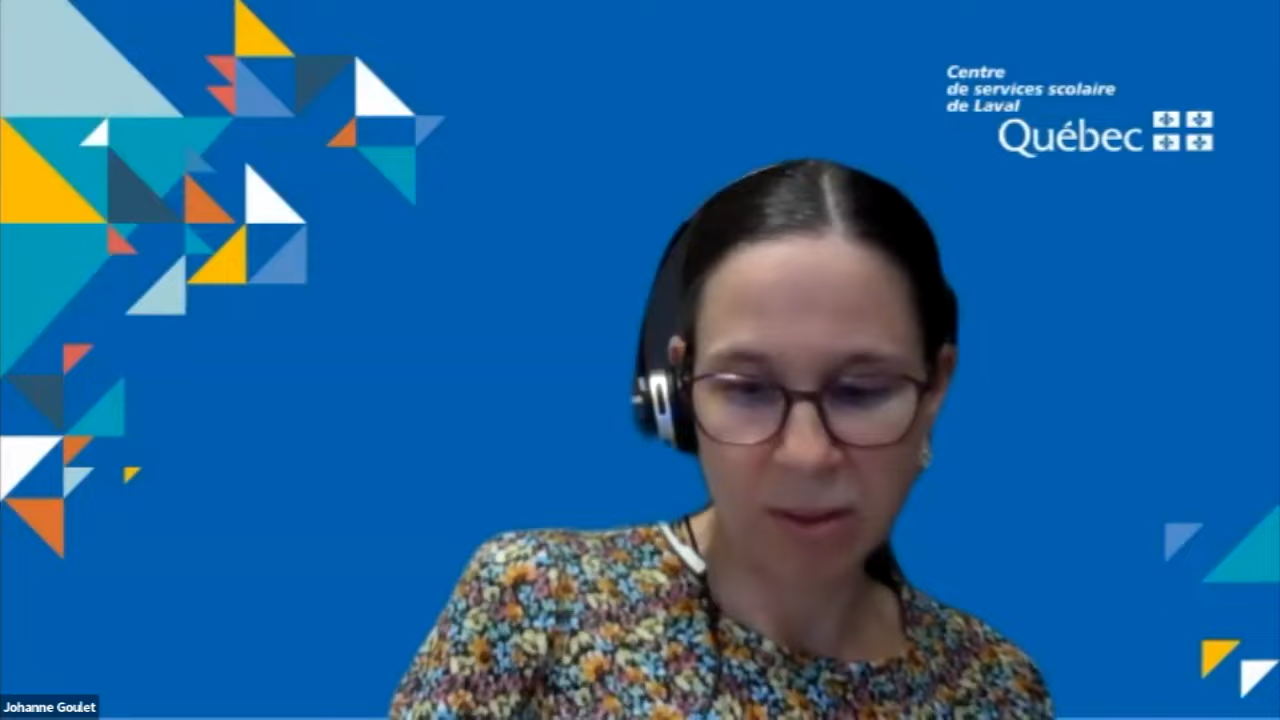 Centre
de services scolaire
de Laval
Québec
Johanne Goulet